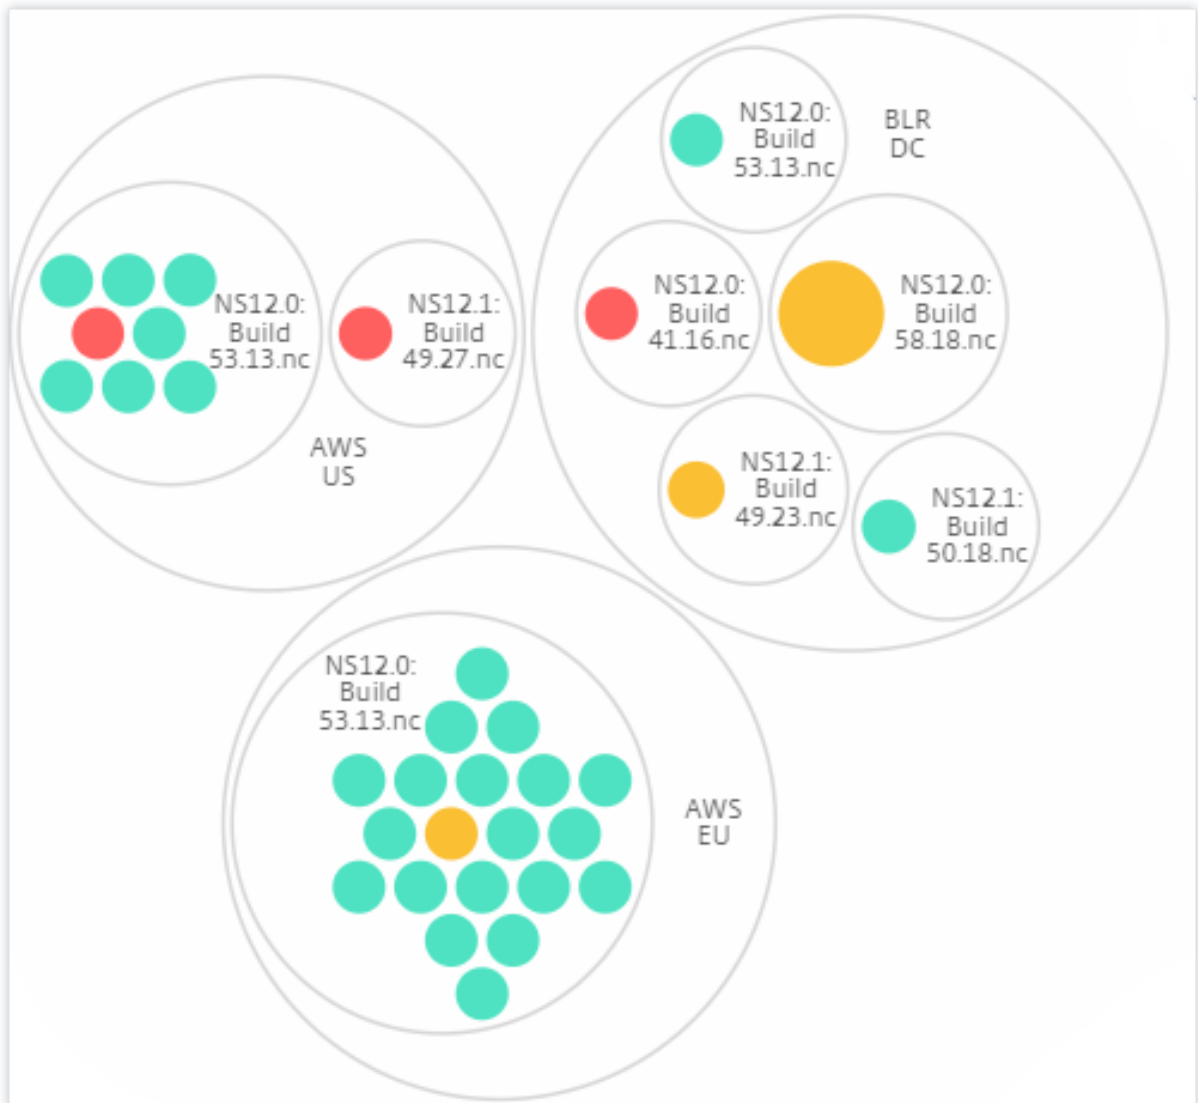 NS12.0:
Build
53.13.nc
NS12.1:
Build
49.27.nc
AWS
US
NS12.0:
Build
53.13.nc
BLR
DC
NS12.0:
Build
41.16.nc
NS12.0:
Build
58.18.nc
NS12.1:
Build
49.23.nc
NS12.1:
Build
50.18.nc
NS12.0:
Build
53.13.nc
AWS
EU